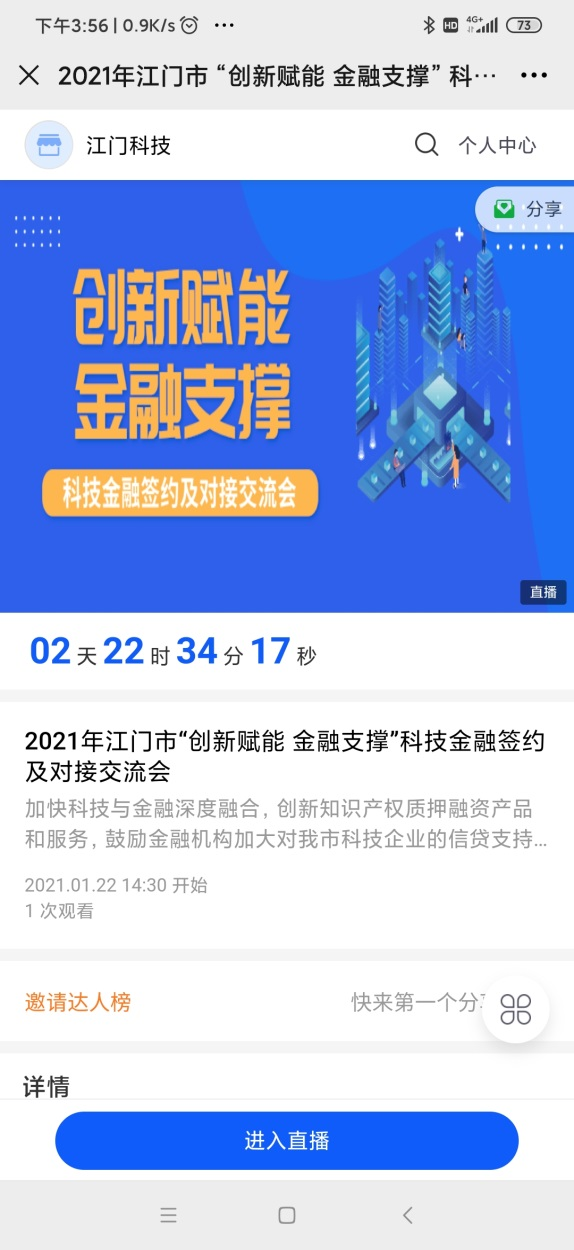 下午3:56 | 0.9K/s ···
HD 4G+ 73
2021年江门市 “创新赋能 金融支撑” 科···
江门科技
个人中心
分享
创新赋能
金融支撑
科技金融签约及对接交流会
直播
02 天 22 时 34 分 17 秒
2021年江门市“创新赋能 金融支撑”科技金融签约
及对接交流会
加快科技与金融深度融合，创新知识产权质押融资产品
和服务，鼓励金融机构加大对我市科技企业的信贷支持...
2021.01.22 14:30 开始
1 次观看
邀请达人榜
快来第一个分
详情
进入直播